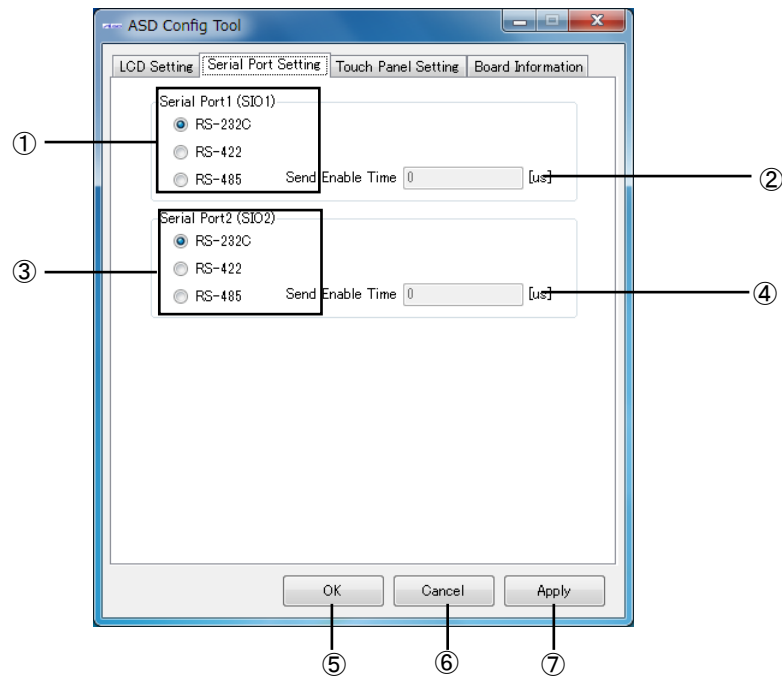 ASD Config Tool
LCD Setting Serial Port Setting Touch Panel Setting Board Information
Serial Port1 (SIO1)
RS-232C
①
RS-422
RS-485 Send Enable Time 0 [us]
②
Serial Port2 (SIO2)
RS-232C
③
RS-422
RS-485 Send Enable Time 0 [us]
④
OK Cancel Apply
⑤ ⑥ ⑦